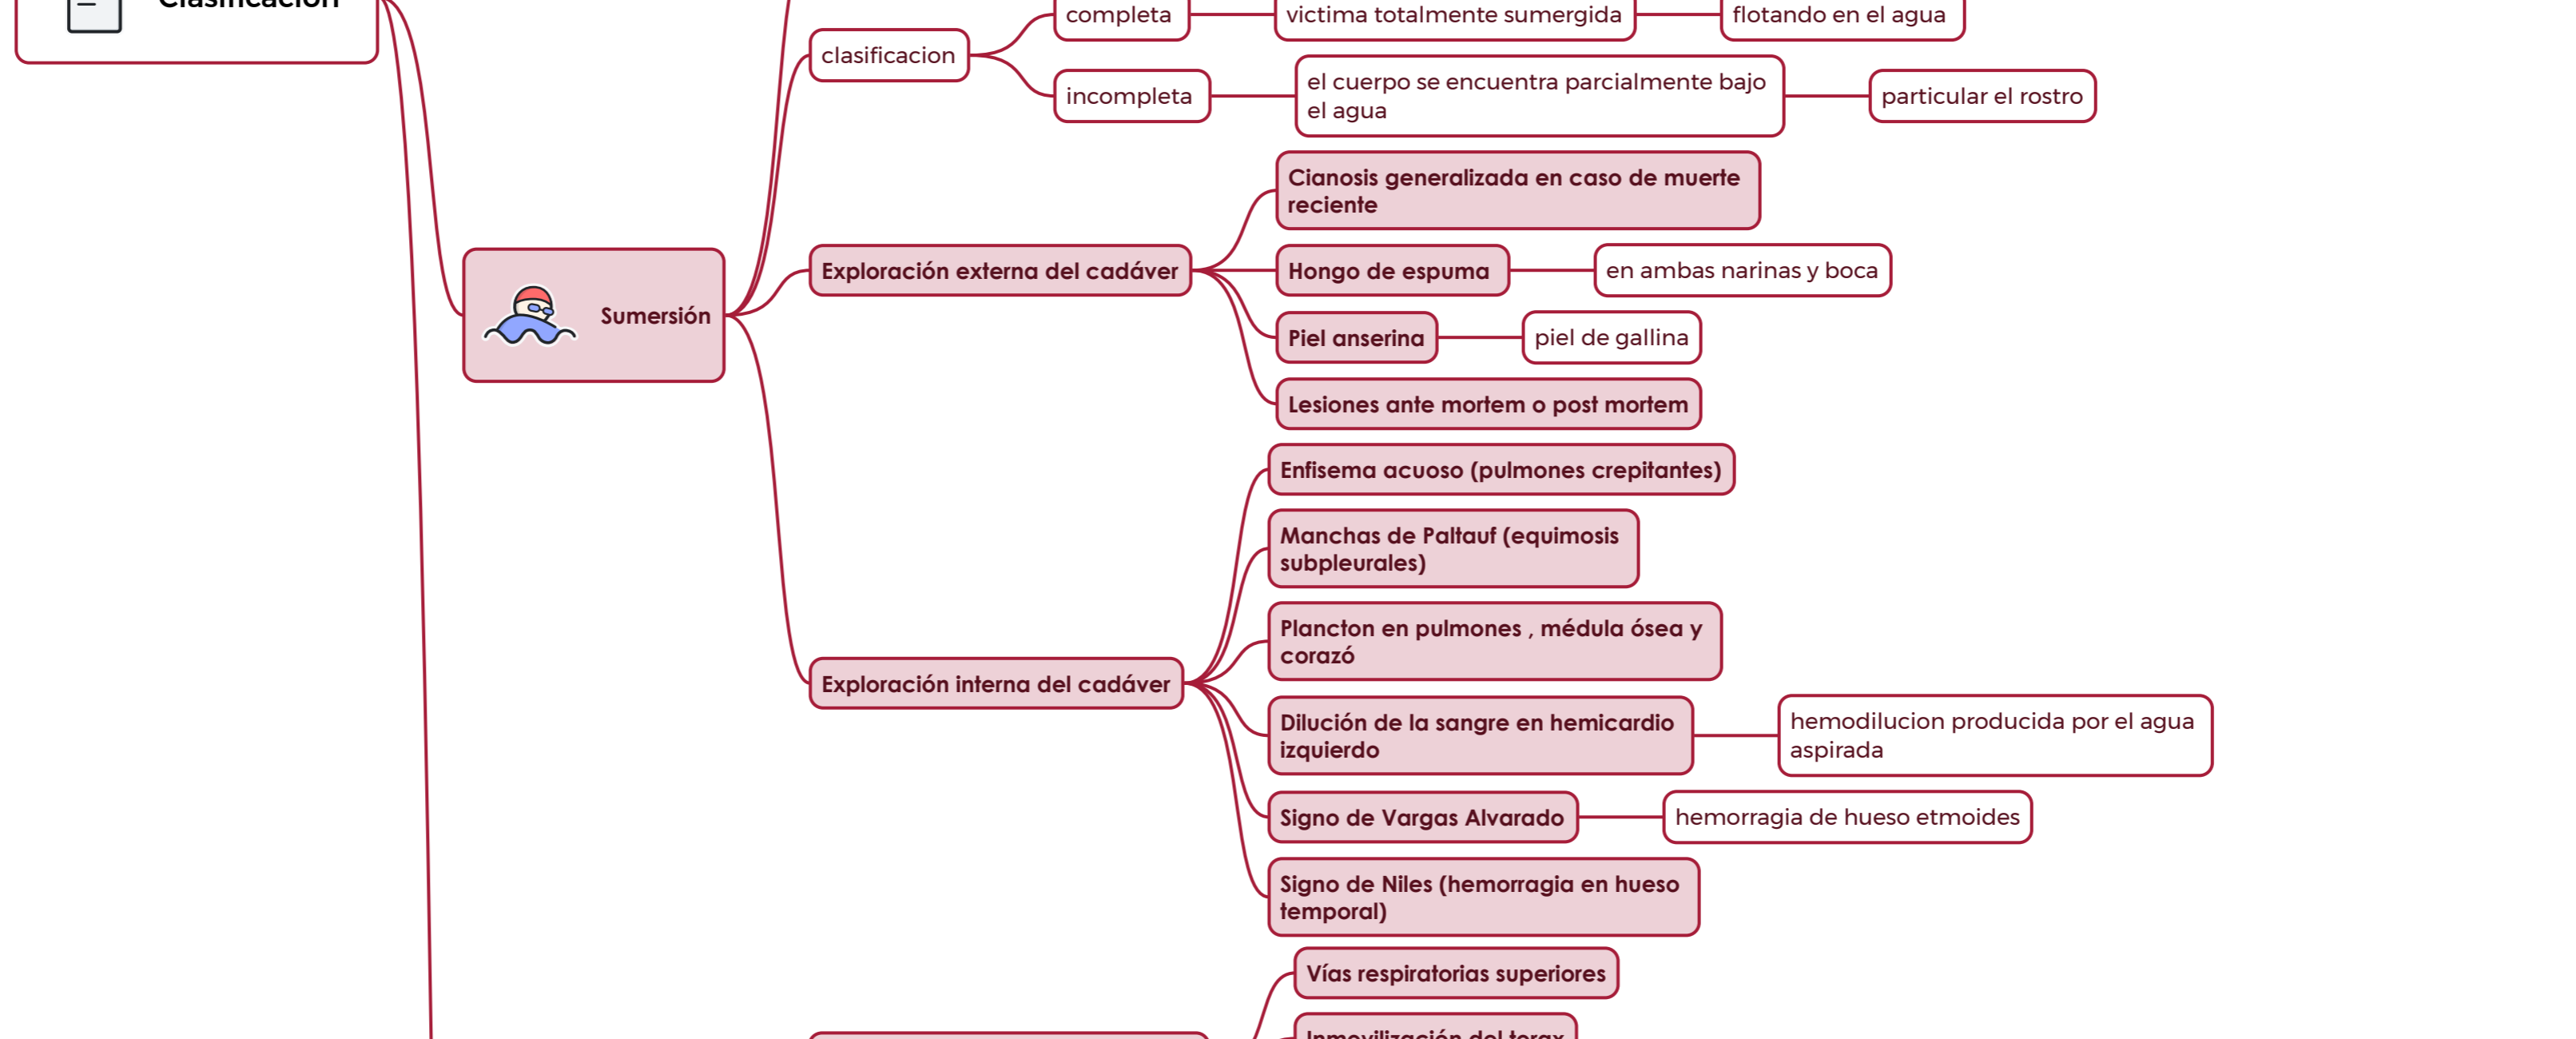 Clasificación
completa
victima totalmente sumergida
flotando en el agua
clasificacion
incompleta
el cuerpo se encuentra parcialmente bajo
el agua
particular el rostro
Cianosis generalizada en caso de muerte
reciente
Exploración externa del cadáver
Hongo de espuma
en ambas narinas y boca
Sumersión
Piel anserina
piel de gallina
Lesiones ante mortem o post mortem
Enfisema acuoso (pulmones crepitantes)
Manchas de Paltauf (equimosis
subpleurales)
Plancton en pulmones , médula ósea y
corazó
Exploración interna del cadáver
Dilución de la sangre en hemicardio
izquierdo
hemodilucion producida por el agua
aspirada
Signo de Vargas Alvarado
hemorragia de hueso etmoides
Signo de Niles (hemorragia en hueso
temporal)
Vías respiratorias superiores
Inmovilización del torax